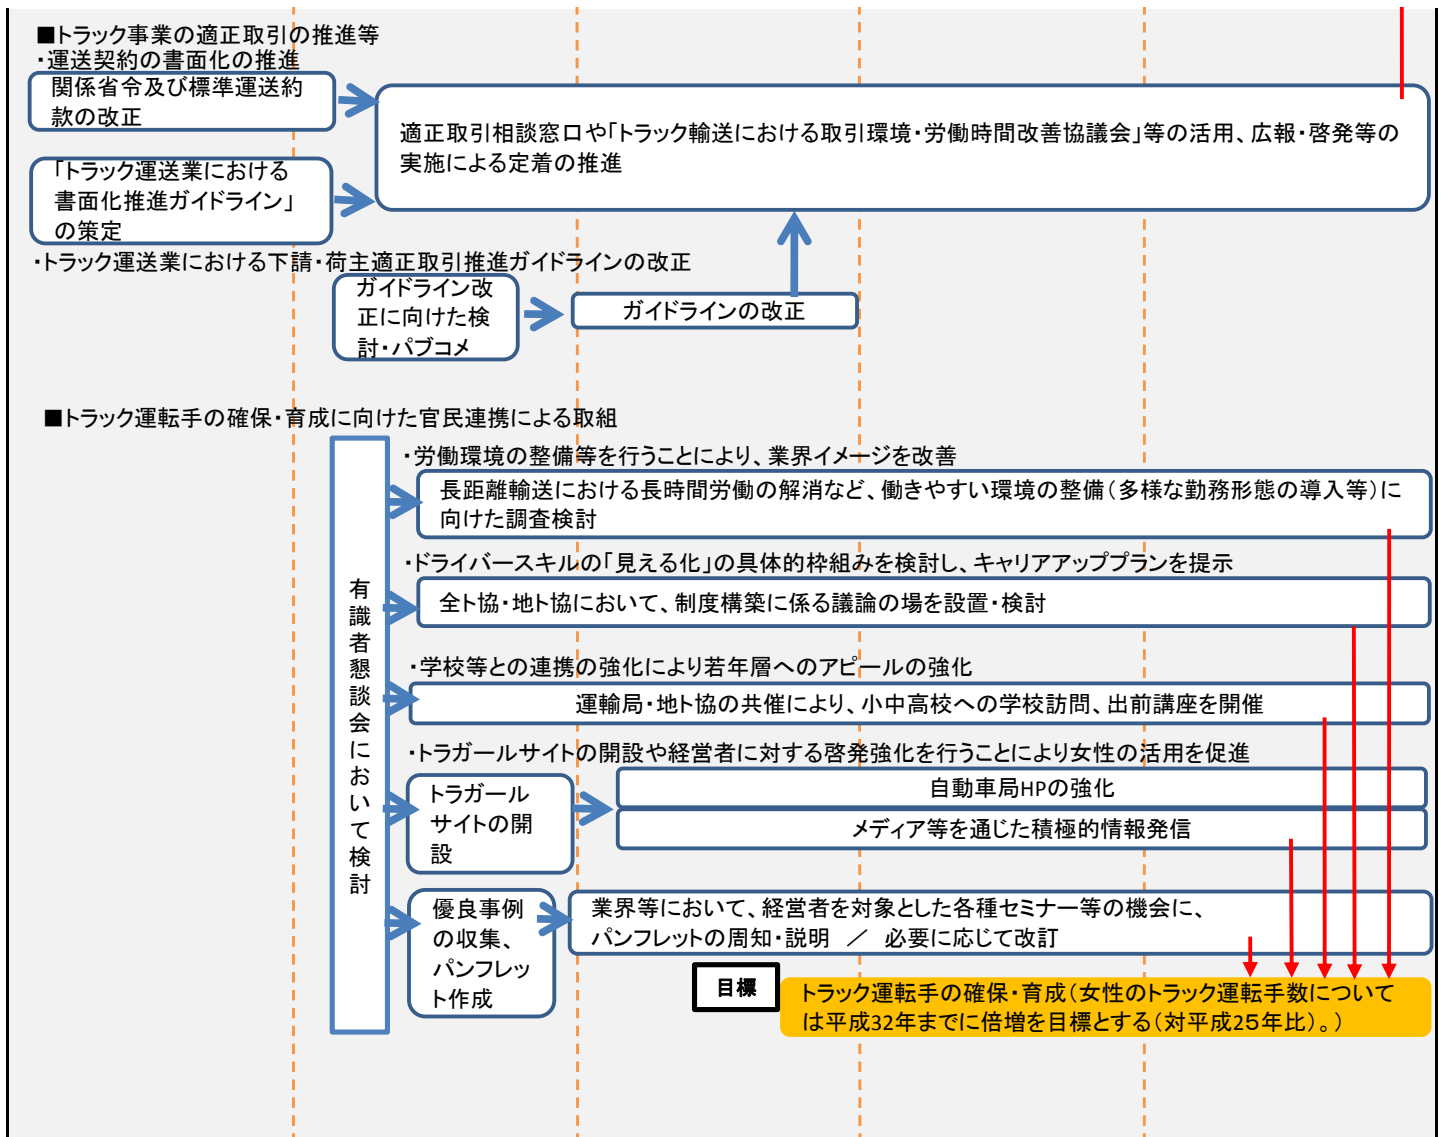 ■トラック事業の適正取引の推進等
・運送契約の書面化の推進
関係省令及び標準運送約
款の改正
適正取引相談窓口や「トラック輸送における取引環境・労働時間改善協議会」等の活用、広報・啓発等の
実施による定着の推進
「トラック運送業における
書面化推進ガイドライン」
の策定
・トラック運送業における下請・荷主適正取引推進ガイドラインの改正
ガイドライン改
正に向けた検
討・パブコメ
ガイドラインの改正
■トラック運転手の確保・育成に向けた官民連携による取組
有識者懇談会において検討
・労働環境の整備等を行うことにより、業界イメージを改善
長距離輸送における長時間労働の解消など、働きやすい環境の整備（多様な勤務形態の導入等）に
向けた調査検討
・ドライバースキルの「見える化」の具体的枠組みを検討し、キャリアアッププランを提示
全ト協・地ト協において、制度構築に係る議論の場を設置・検討
・学校等との連携の強化により若年層へのアピールの強化
運輸局・地ト協の共催により、小中高校への学校訪問、出前講座を開催
・トラガールサイトの開設や経営者に対する啓発強化を行うことにより女性の活用を促進
トラガール
サイトの開
設
自動車局HPの強化
メディア等を通じた積極的情報発信
優良事例
の収集、
パンフレッ
ト作成
業界等において、経営者を対象とした各種セミナー等の機会に、
パンフレットの周知・説明　／　必要に応じて改訂
目標
トラック運転手の確保・育成（女性のトラック運転手数について
は平成32年までに倍増を目標とする（対平成25年比）。）